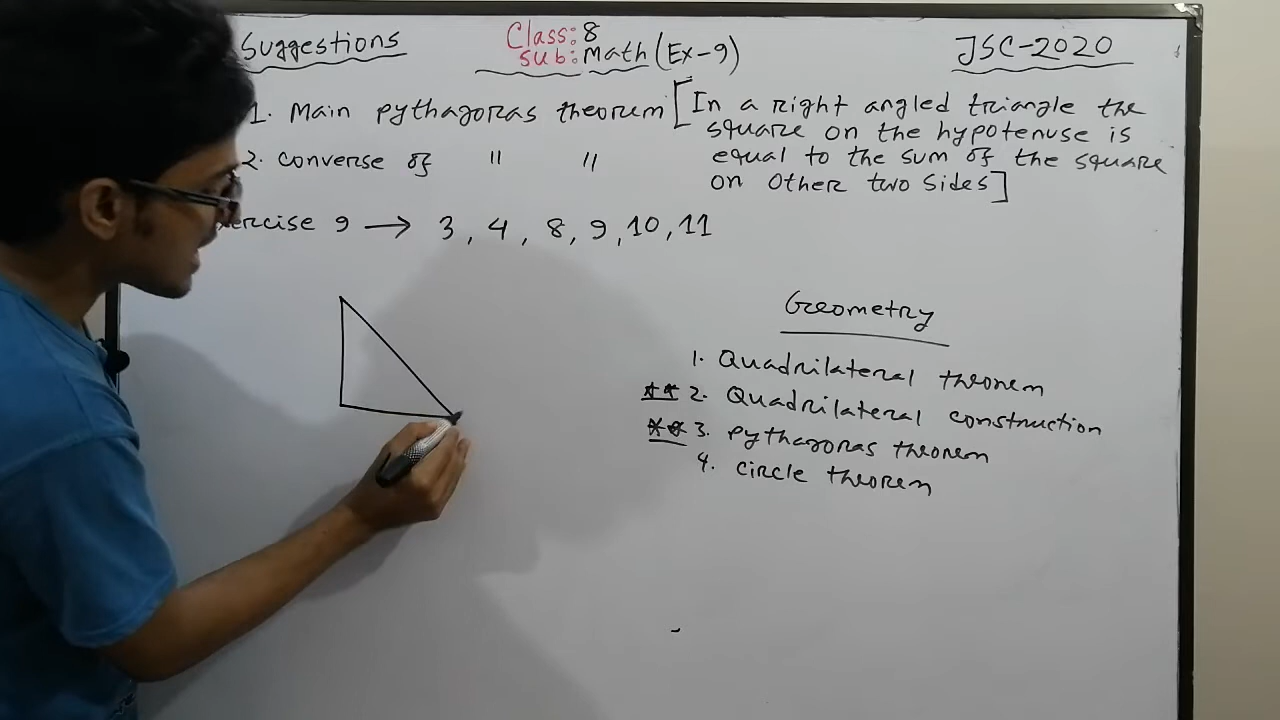 Suggestions
Class: 8
Sub: Math (Ex-9)
JSC-2020
1. Main pythagoras theorem [In a right angled triangle the
square on the hypotenuse is
equal to the sum of the square
on other two sides]
2. converse of " "
ercise 9 → 3, 4, 8, 9, 10, 11
Geometry
1. Quadrilateral theorem
** 2. Quadrilateral construction
** 3. pythagoras theorem
4. circle theorem